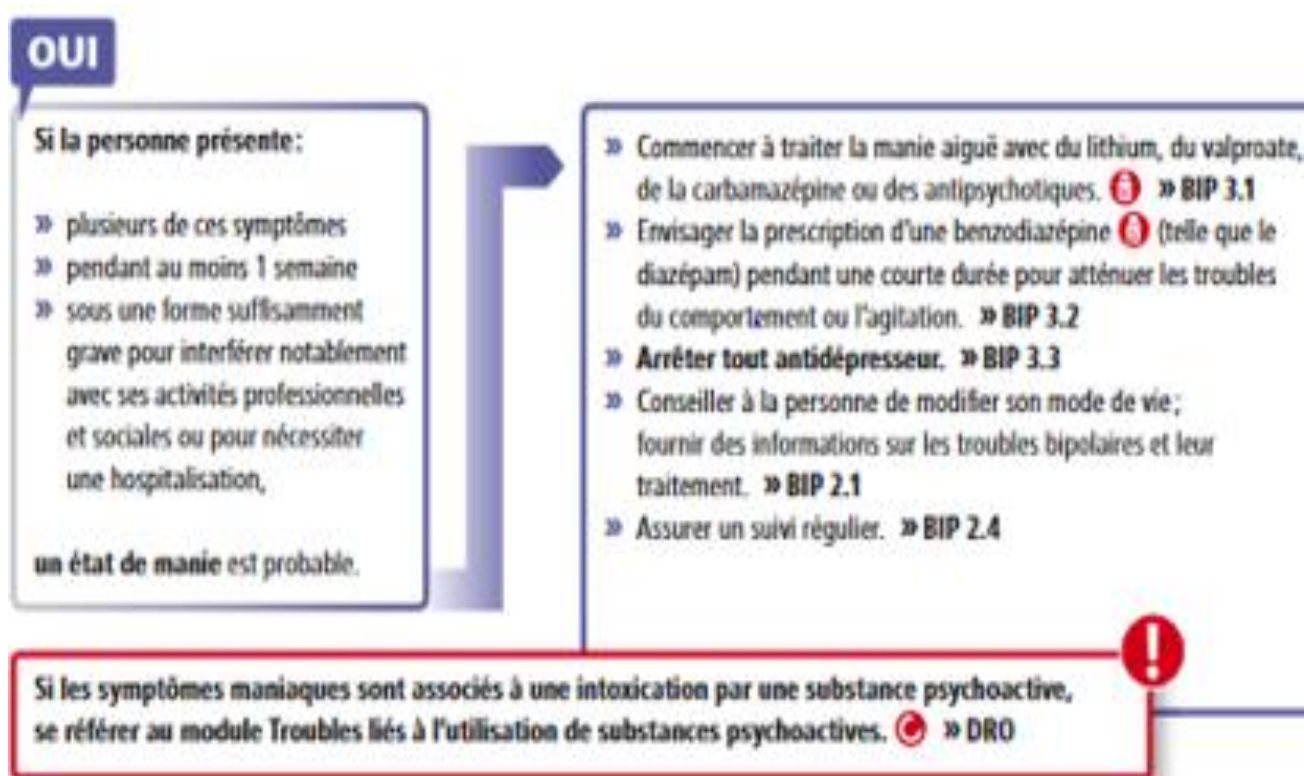 OUI
Si la personne présente:
» plusieurs de ces symptômes
» pendant au moins 1 semaine
» sous une forme suffisamment
grave pour interférer notablement
avec ses activités professionnelles
et sociales ou pour nécessiter
une hospitalisation,
un état de manie est probable.
» Commencer à traiter la manie aiguë avec du lithium, du valproate,
de la carbamazépine ou des antipsychotiques. » BIP 3.1
» Envisager la prescription d'une benzodiazépine (telle que le
diazépam) pendant une courte durée pour atténuer les troubles
du comportement ou l'agitation. » BIP 3.2
» Arrêter tout antidépresseur. » BIP 3.3
» Conseiller à la personne de modifier son mode de vie;
fournir des informations sur les troubles bipolaires et leur
traitement. » BIP 2.1
» Assurer un suivi régulier. » BIP 2.4
!
Si les symptômes maniaques sont associés à une intoxication par une substance psychoactive,
se référer au module Troubles liés à l'utilisation de substances psychoactives. » DRO